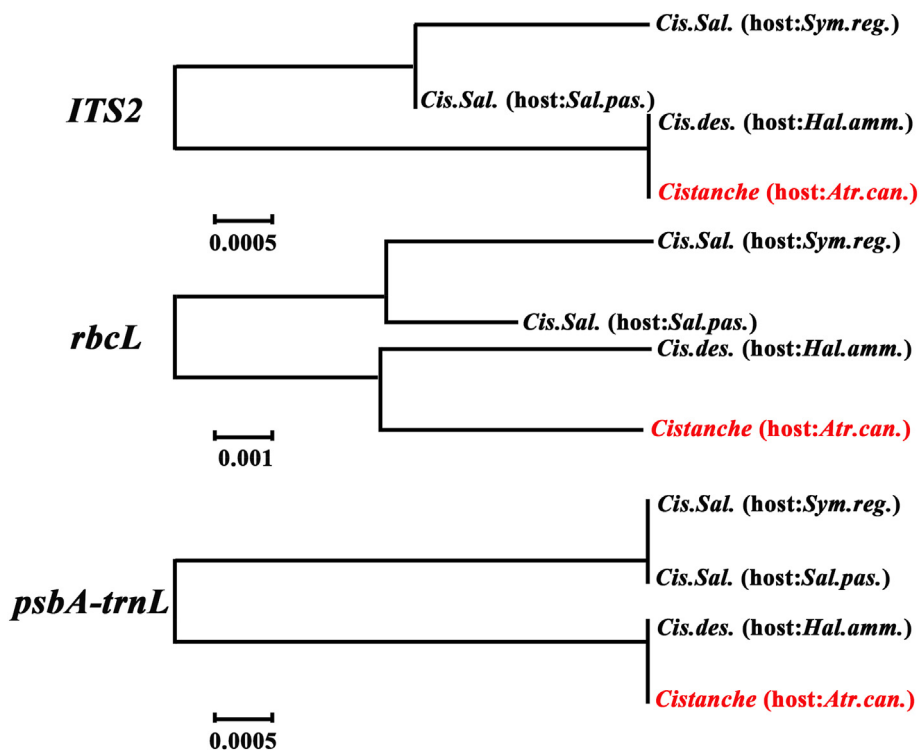 Cis.Sal. (host:Sym.reg.)
ITS2
Cis.Sal. (host:Sal.pas.)
Cis.des. (host:Hal.amm.)
Cistanche (host:Atr.can.)
0.0005
Cis.Sal. (host:Sym.reg.)
rbcL
Cis.Sal. (host:Sal.pas.)
Cis.des. (host:Hal.amm.)
Cistanche (host:Atr.can.)
0.001
Cis.Sal. (host:Sym.reg.)
psbA-trnL
Cis.Sal. (host:Sal.pas.)
Cis.des. (host:Hal.amm.)
Cistanche (host:Atr.can.)
0.0005